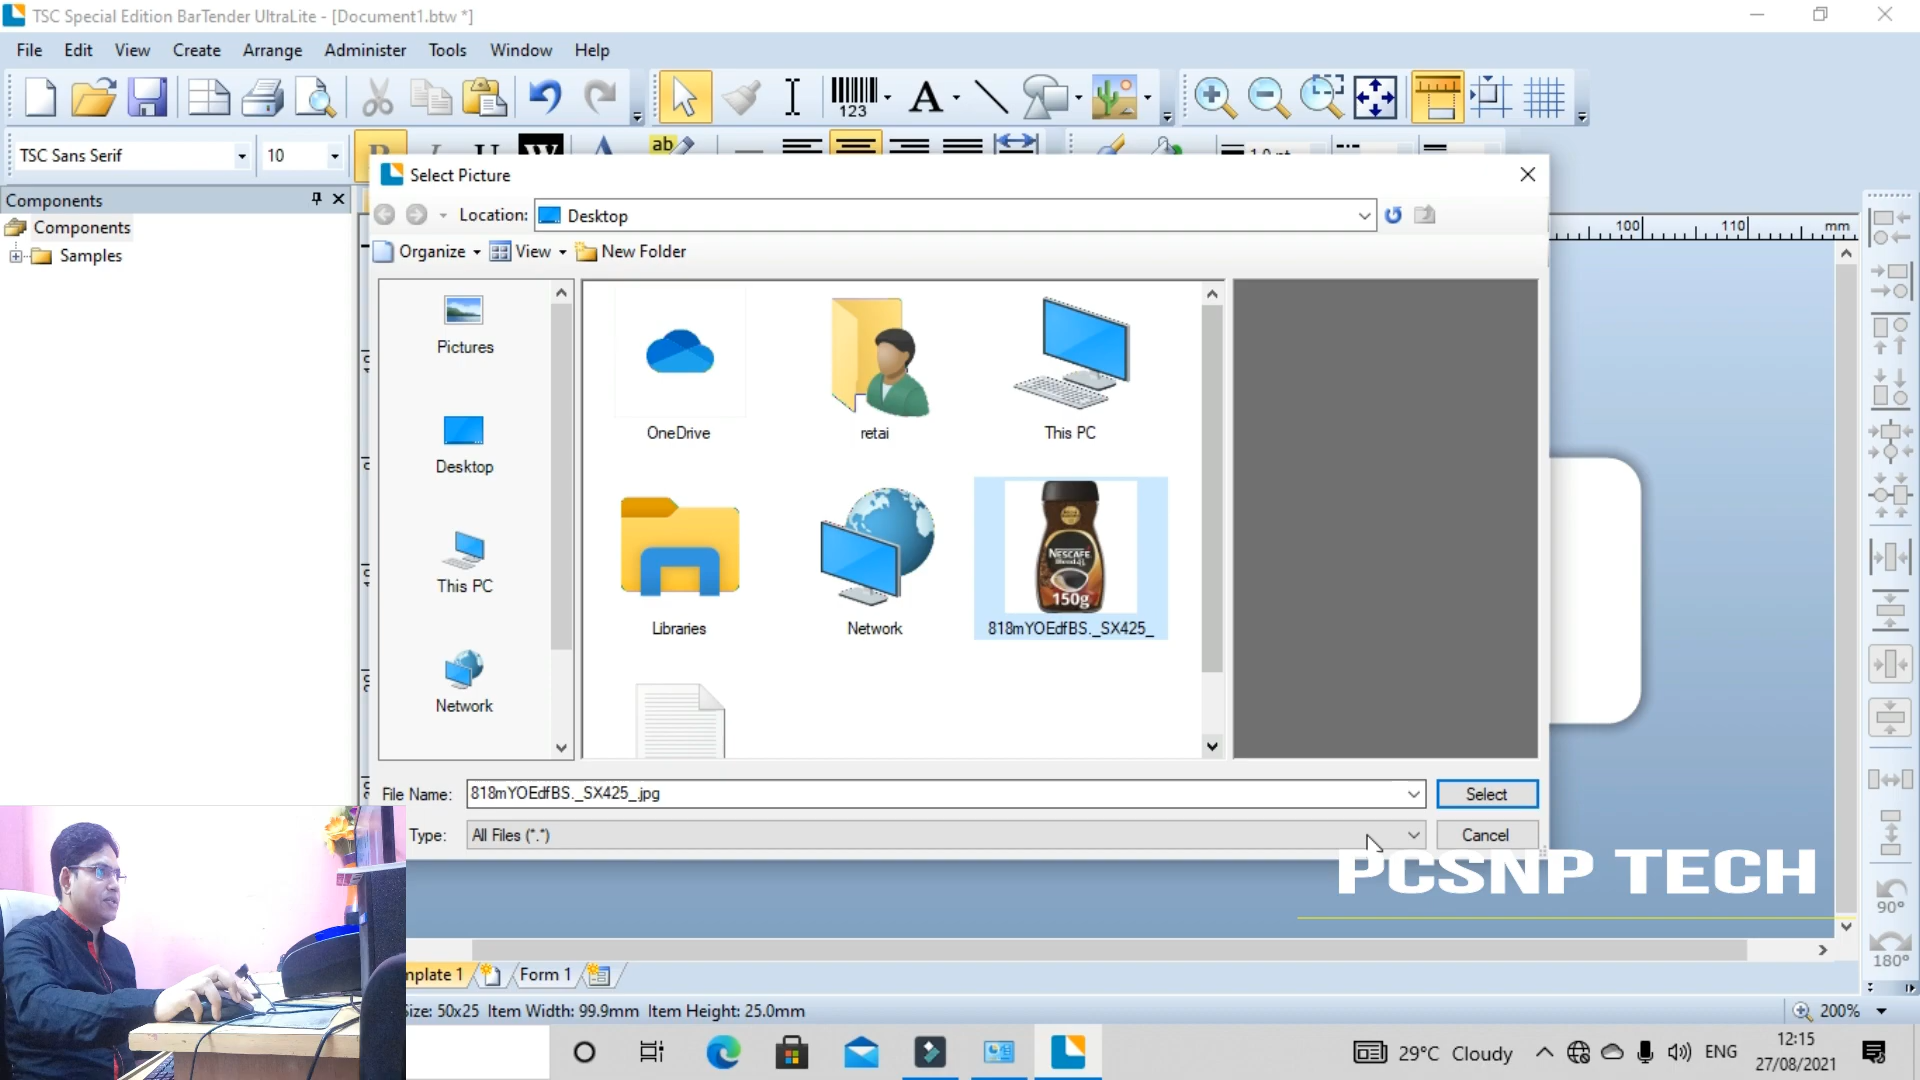 TSC Special Edition BarTender UltraLite - [Document1.btw *]
File Edit View Create Arrange Administer Tools Window Help
123
TSC Sans Serif 10
Components
Components
Samples
Select Picture
Location: Desktop
Organize View New Folder
Pictures
Desktop
This PC
Network
OneDrive retai This PC
Libraries Network 818mYOEdfBS._SX425_
NESCAFE
150g
File Name: 818mYOEdfBS._SX425_.jpg Select
Type: All Files (*.*) Cancel
100 110 mm
90°
180°
PCSNP TECH
mplate 1 Form 1
Size: 50x25 Item Width: 99.9mm Item Height: 25.0mm
200%
29°C Cloudy ENG 12:15
27/08/2021